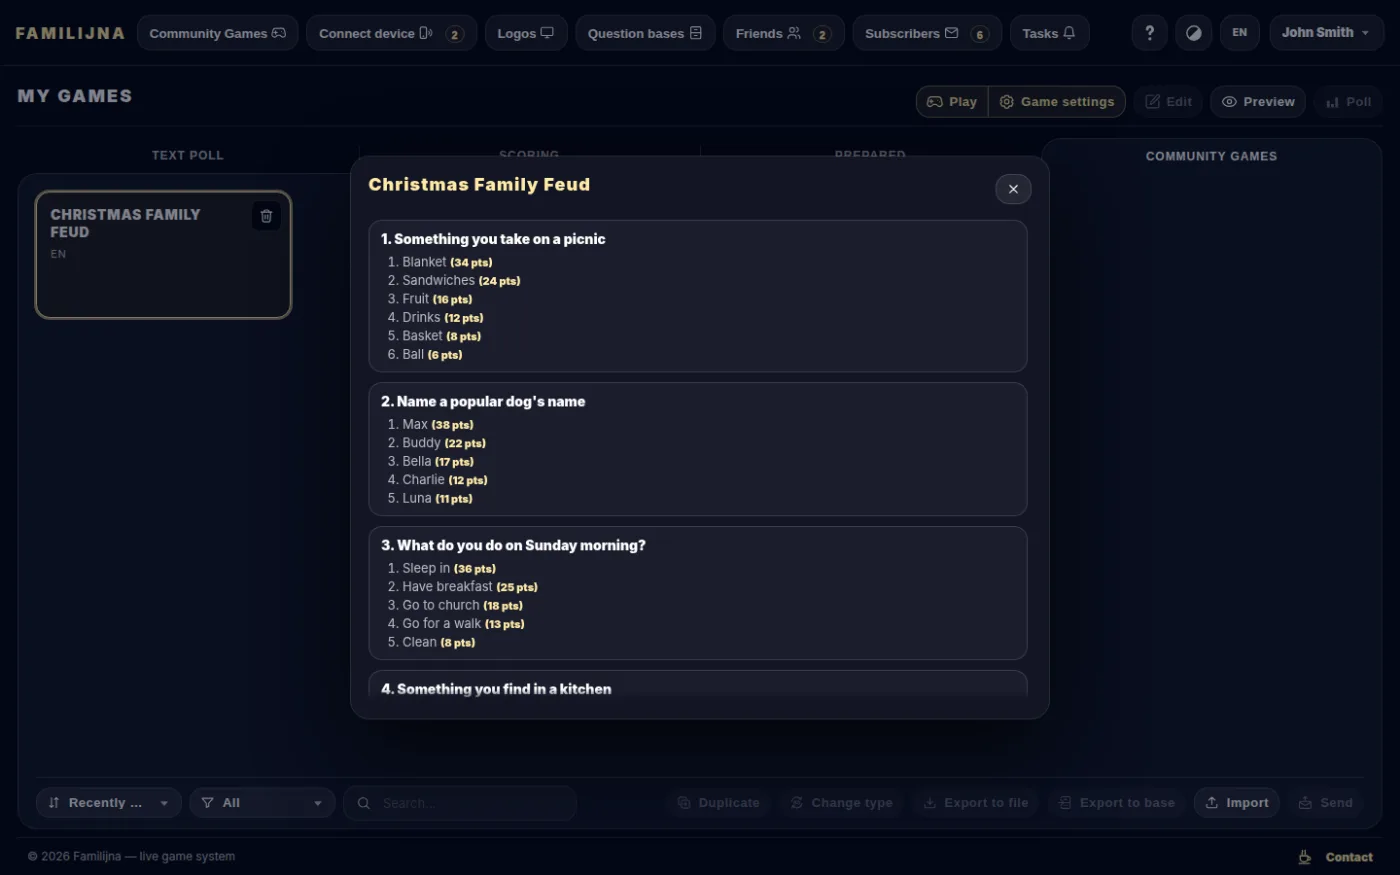 FAMILIJNA
Community Games
Connect device 2
Logos
Question bases
Friends 2
Subscribers 6
Tasks
?
EN
John Smith
MY GAMES
Play
Game settings
Edit
Preview
Poll
TEXT POLL
SCORING
PREPARED
COMMUNITY GAMES
CHRISTMAS FAMILY
FEUD
EN
Christmas Family Feud
1. Something you take on a picnic
1. Blanket (34 pts)
2. Sandwiches (24 pts)
3. Fruit (16 pts)
4. Drinks (12 pts)
5. Basket (8 pts)
6. Ball (6 pts)
2. Name a popular dog's name
1. Max (38 pts)
2. Buddy (22 pts)
3. Bella (17 pts)
4. Charlie (12 pts)
5. Luna (11 pts)
3. What do you do on Sunday morning?
1. Sleep in (36 pts)
2. Have breakfast (25 pts)
3. Go to church (18 pts)
4. Go for a walk (13 pts)
5. Clean (8 pts)
4. Something you find in a kitchen
Recently ...
All
Search...
Duplicate
Change type
Export to file
Export to base
Import
Send
© 2026 Familijna — live game system
Contact